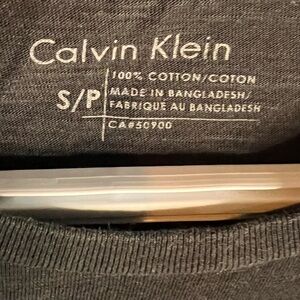 Calvin Klein
S/P
100% COTTON/COTON
MADE IN BANGLADESH/
FABRIQUE AU BANGLADESH
CA#50900